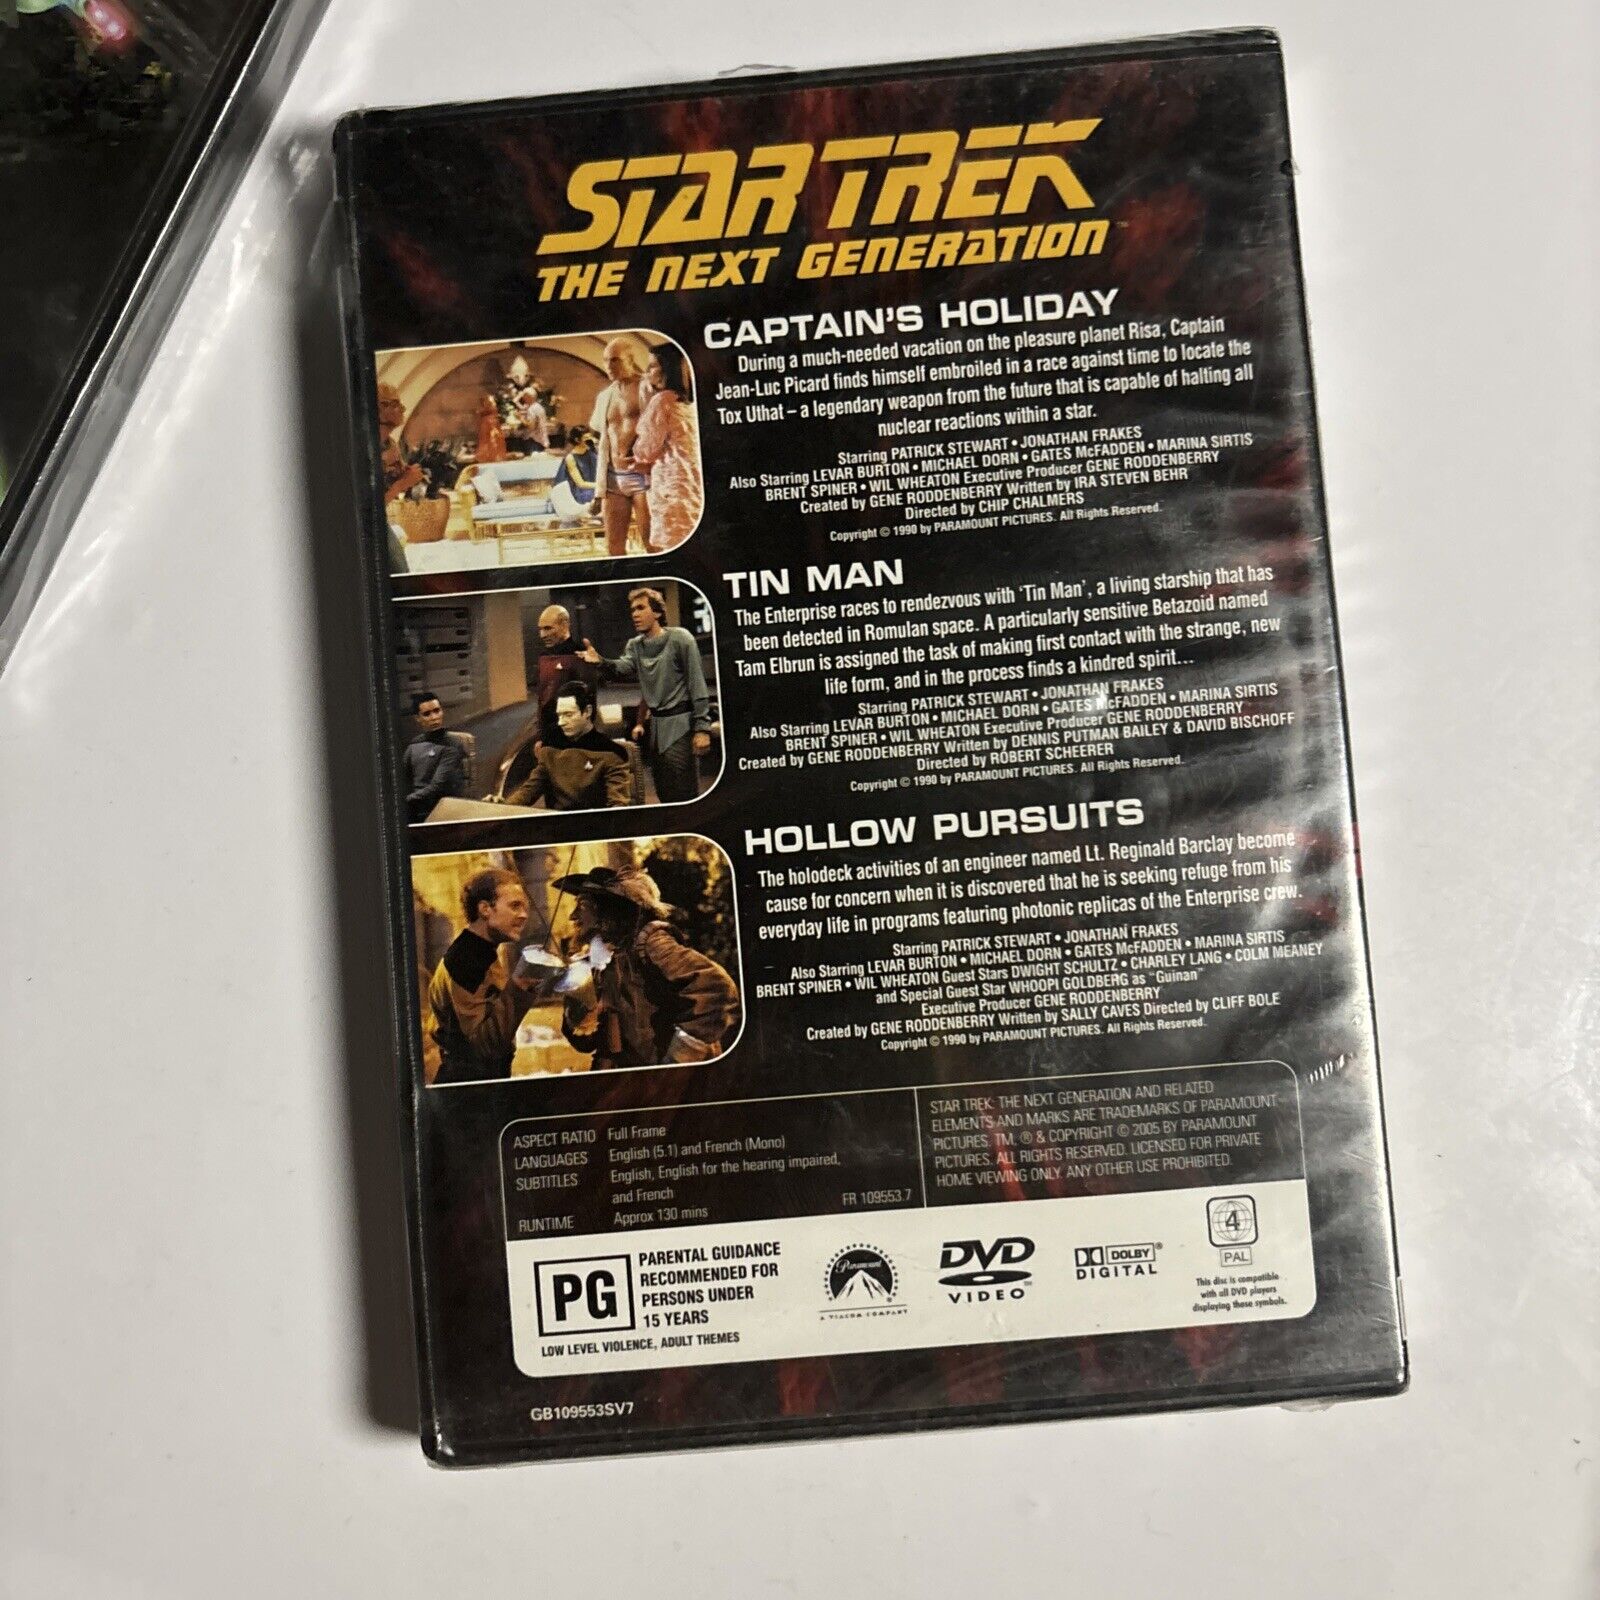 STAR TREK
THE NEXT GENERATION™
CAPTAIN'S HOLIDAY
During a much-needed vacation on the pleasure planet Risa, Captain
Jean-Luc Picard finds himself embroiled in a race against time to locate the
Tox Uthat – a legendary weapon from the future that is capable of halting all
nuclear reactions within a star.
Starring PATRICK STEWART • JONATHAN FRAKES
Also Starring LEVAR BURTON • MICHAEL DORN • GATES McFADDEN • MARINA SIRTIS
BRENT SPINER • WIL WHEATON Executive Producer GENE RODDENBERRY
Created by GENE RODDENBERRY Written by IRA STEVEN BEHR
Directed by CHIP CHALMERS
Copyright © 1990 by PARAMOUNT PICTURES. All Rights Reserved.
TIN MAN
The Enterprise races to rendezvous with 'Tin Man', a living starship that has
been detected in Romulan space. A particularly sensitive Betazoid named
Tam Elbrun is assigned the task of making first contact with the strange, new
life form, and in the process finds a kindred spirit...
Starring PATRICK STEWART • JONATHAN FRAKES
Also Starring LEVAR BURTON • MICHAEL DORN • GATES McFADDEN • MARINA SIRTIS
BRENT SPINER • WIL WHEATON Executive Producer GENE RODDENBERRY
Created by GENE RODDENBERRY Written by DENNIS PUTMAN BAILEY & DAVID BISCHOFF
Directed by ROBERT SCHEERER
Copyright © 1990 by PARAMOUNT PICTURES. All Rights Reserved.
HOLLOW PURSUITS
The holodeck activities of an engineer named Lt. Reginald Barclay become
cause for concern when it is discovered that he is seeking refuge from his
everyday life in programs featuring photonic replicas of the Enterprise crew.
Starring PATRICK STEWART • JONATHAN FRAKES
Also Starring LEVAR BURTON • MICHAEL DORN • GATES McFADDEN • MARINA SIRTIS
BRENT SPINER • WIL WHEATON Guest Stars DWIGHT SCHULTZ • CHARLEY LANG • COLM MEANEY
and Special Guest Star WHOOPI GOLDBERG as "Guinan"
Executive Producer GENE RODDENBERRY
Created by GENE RODDENBERRY Written by SALLY CAVES Directed by CLIFF BOLE
Copyright © 1990 by PARAMOUNT PICTURES. All Rights Reserved.
ASPECT RATIO Full Frame
LANGUAGES English (5.1) and French (Mono)
SUBTITLES English, English for the hearing impaired,
and French
RUNTIME Approx 130 mins
FR 109553.7
STAR TREK: THE NEXT GENERATION AND RELATED
ELEMENTS AND MARKS ARE TRADEMARKS OF PARAMOUNT
PICTURES. TM, ® & COPYRIGHT © 2005 BY PARAMOUNT
PICTURES. ALL RIGHTS RESERVED. LICENSED FOR PRIVATE
HOME VIEWING ONLY. ANY OTHER USE PROHIBITED.
PG
PARENTAL GUIDANCE
RECOMMENDED FOR
PERSONS UNDER
15 YEARS
LOW LEVEL VIOLENCE, ADULT THEMES
Paramount
A VIACOM COMPANY
DVD™
VIDEO
DOLBY®
DIGITAL
4
PAL
This disc is compatible
with all DVD players
displaying these symbols.
GB109553SV7